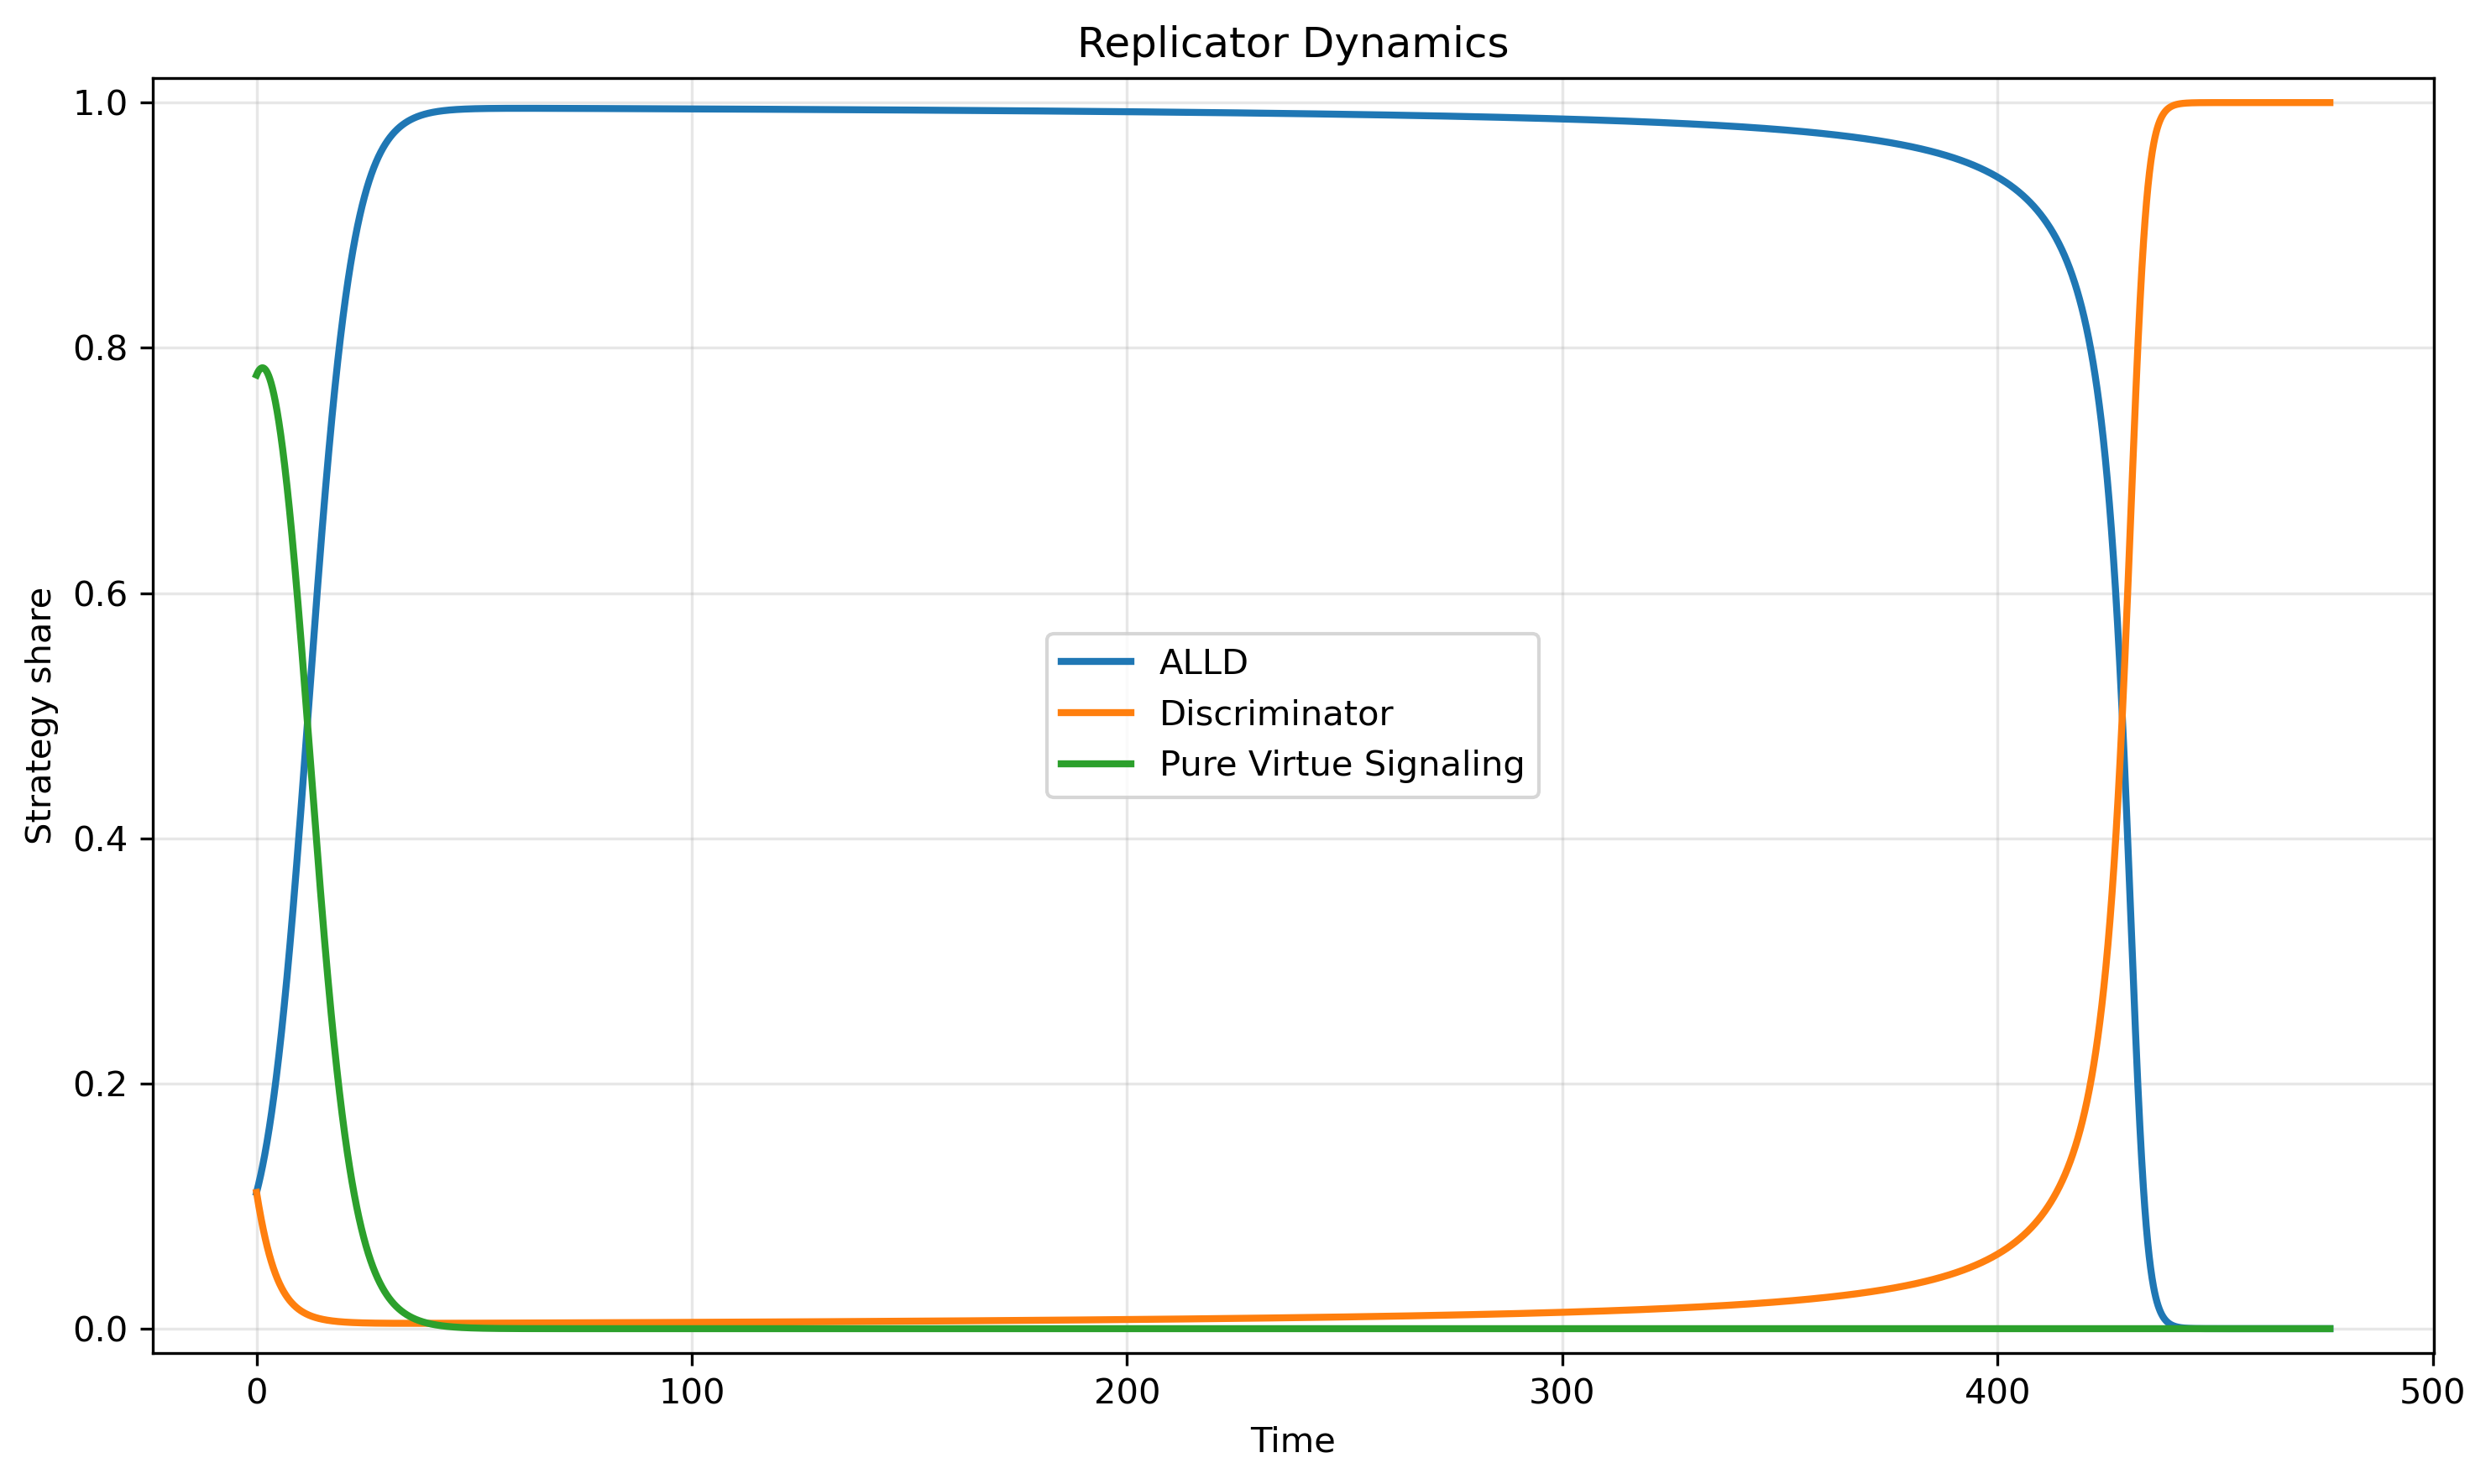 Replicator Dynamics
Strategy share
1.0
0.8
0.6
0.4
0.2
0.0
ALLD
Discriminator
Pure Virtue Signaling
0
100
200
300
400
500
Time